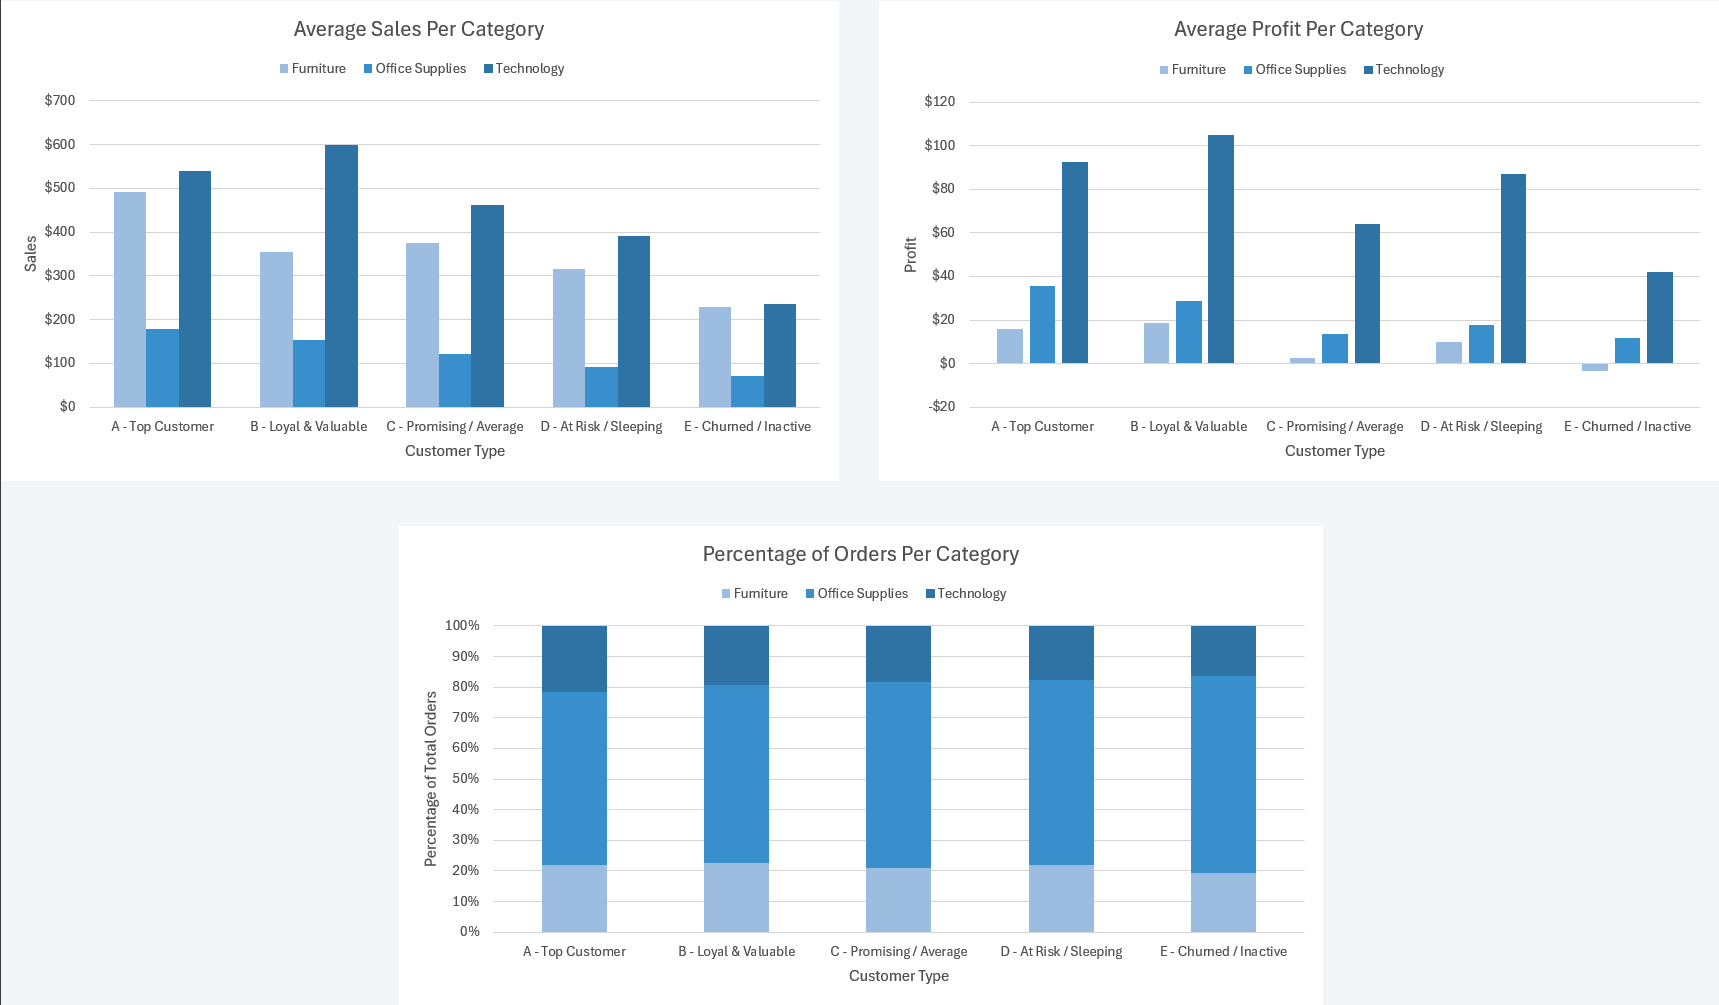 Average Sales Per Category
Furniture Office Supplies Technology
$700
$600
$500
$400
$300
$200
$100
$0
Sales
A - Top Customer B - Loyal & Valuable C - Promising / Average D - At Risk / Sleeping E - Churned / Inactive
Customer Type
Average Profit Per Category
Furniture Office Supplies Technology
$120
$100
$80
$60
$40
$20
$0
-$20
Profit
A - Top Customer B - Loyal & Valuable C - Promising / Average D - At Risk / Sleeping E - Churned / Inactive
Customer Type
Percentage of Orders Per Category
Furniture Office Supplies Technology
100%
90%
80%
70%
60%
50%
40%
30%
20%
10%
0%
Percentage of Total Orders
A - Top Customer B - Loyal & Valuable C - Promising / Average D - At Risk / Sleeping E - Churned / Inactive
Customer Type